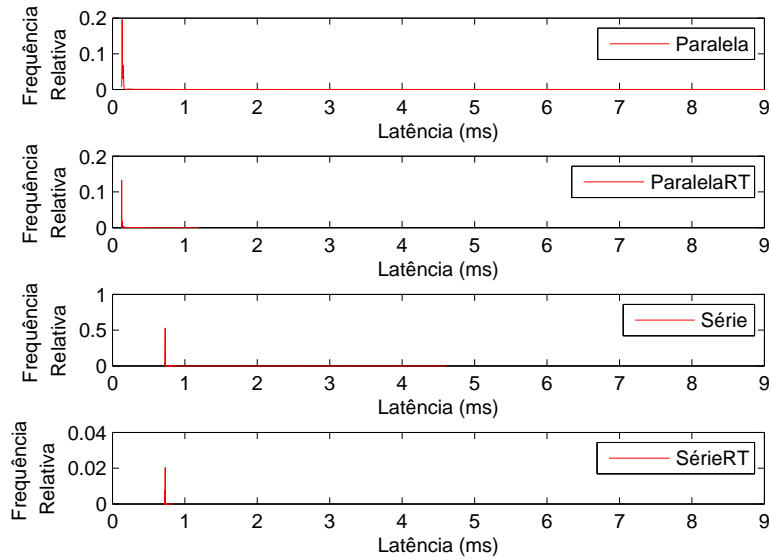 0.2
0.1
0
Frequência
Relativa
Paralela
0 1 2 3 4 5 6 7 8 9
Latência (ms)
0.2
0.1
0
Frequência
Relativa
ParalelaRT
0 1 2 3 4 5 6 7 8 9
Latência (ms)
1
0.5
0
Frequência
Relativa
Série
0 1 2 3 4 5 6 7 8 9
Latência (ms)
0.04
0.02
0
Frequência
Relativa
SérieRT
0 1 2 3 4 5 6 7 8 9
Latência (ms)